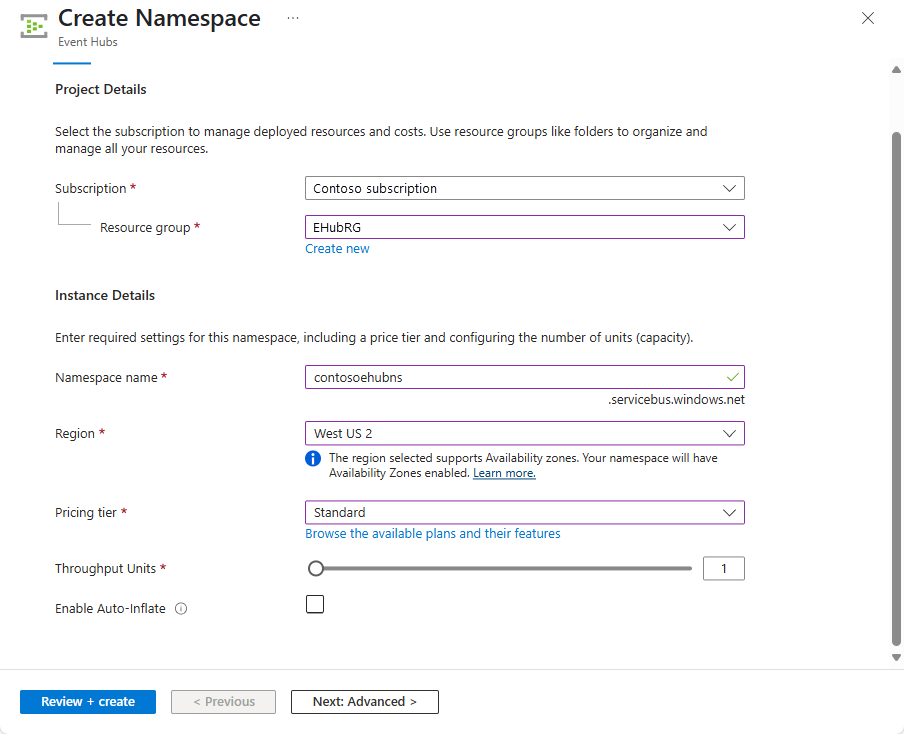 Create Namespace ...
Event Hubs
Project Details
Select the subscription to manage deployed resources and costs. Use resource groups like folders to organize and
manage all your resources.
Subscription *
Contoso subscription
Resource group *
EHubRG
Create new
Instance Details
Enter required settings for this namespace, including a price tier and configuring the number of units (capacity).
Namespace name *
contosoehubns
.servicebus.windows.net
Region *
West US 2
The region selected supports Availability zones. Your namespace will have
Availability Zones enabled. Learn more.
Pricing tier *
Standard
Browse the available plans and their features
Throughput Units *
1
Enable Auto-Inflate
Review + create
< Previous
Next: Advanced >